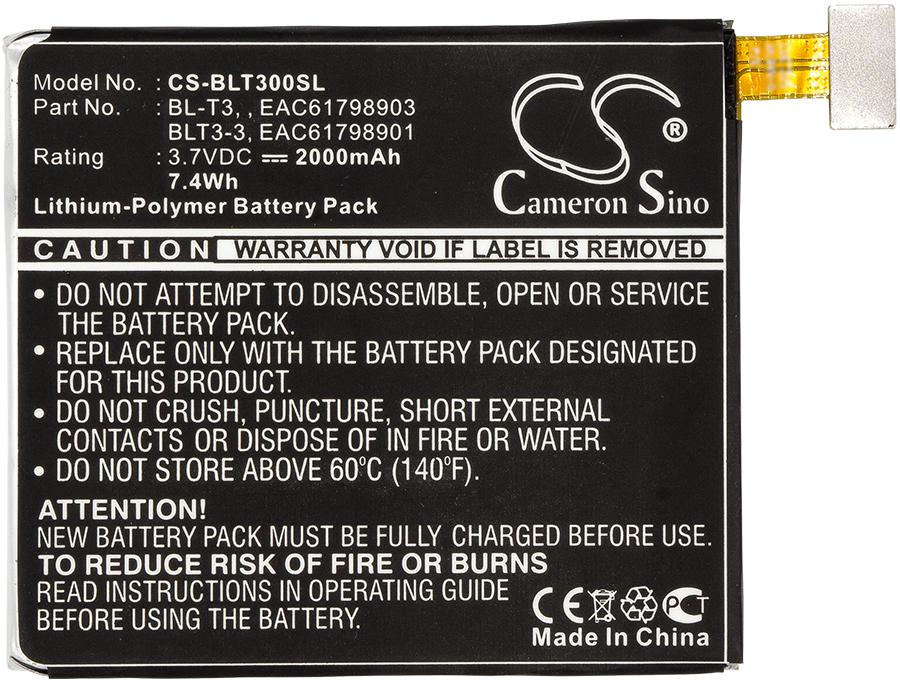 Model No. : CS-BLT300SL
Part No. : BL-T3, , EAC61798903
BLT3-3, EAC61798901
Rating : 3.7VDC ⎓ 2000mAh
7.4Wh
Lithium-Polymer Battery Pack
CS ®
Cameron Sino
CAUTION WARRANTY VOID IF LABEL IS REMOVED
• DO NOT ATTEMPT TO DISASSEMBLE, OPEN OR SERVICE
THE BATTERY PACK.
• REPLACE ONLY WITH THE BATTERY PACK DESIGNATED
FOR THIS PRODUCT.
• DO NOT CRUSH, PUNCTURE, SHORT EXTERNAL
CONTACTS OR DISPOSE OF IN FIRE OR WATER.
• DO NOT STORE ABOVE 60°C (140°F).
ATTENTION!
NEW BATTERY PACK MUST BE FULLY CHARGED BEFORE USE.
TO REDUCE RISK OF FIRE OR BURNS
READ INSTRUCTIONS IN OPERATING GUIDE
BEFORE USING THE BATTERY PACK.
CE PCT
Made In China